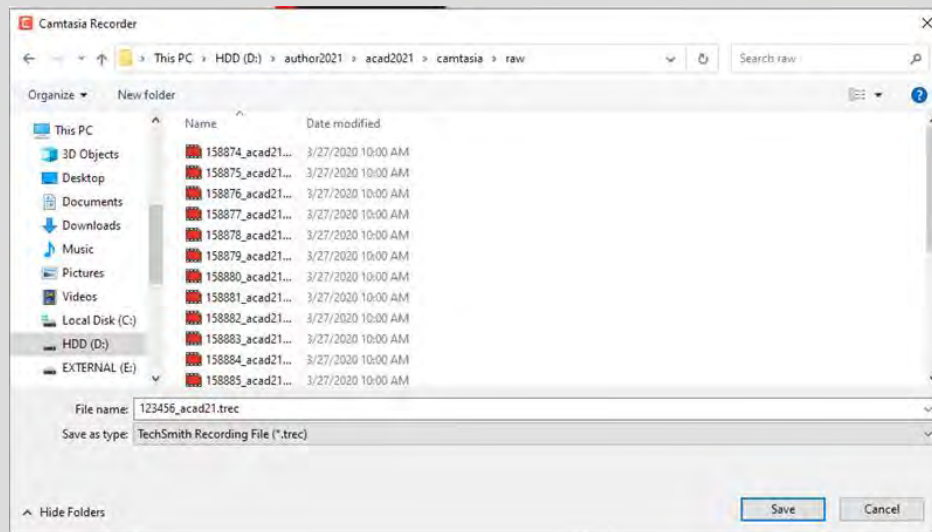 Camtasia Recorder
This PC > HDD (D:) > author2021 > acad2021 > camtasia > raw
Search raw
Organize
New folder
This PC
3D Objects
Desktop
Documents
Downloads
Music
Pictures
Videos
Local Disk (C:)
HDD (D:)
EXTERNAL (E:)
Name Date modified
158874_acad21... 3/27/2020 10:00 AM
158875_acad21... 3/27/2020 10:00 AM
158876_acad21... 3/27/2020 10:00 AM
158877_acad21... 3/27/2020 10:00 AM
158878_acad21... 3/27/2020 10:00 AM
158879_acad21... 3/27/2020 10:00 AM
158880_acad21... 3/27/2020 10:00 AM
158881_acad21... 3/27/2020 10:00 AM
158882_acad21... 3/27/2020 10:00 AM
158883_acad21... 3/27/2020 10:00 AM
158884_acad21... 3/27/2020 10:00 AM
158885_acad21... 3/27/2020 10:00 AM
File name: 123456_acad21.trec
Save as type: TechSmith Recording File (*.trec)
Hide Folders
Save
Cancel